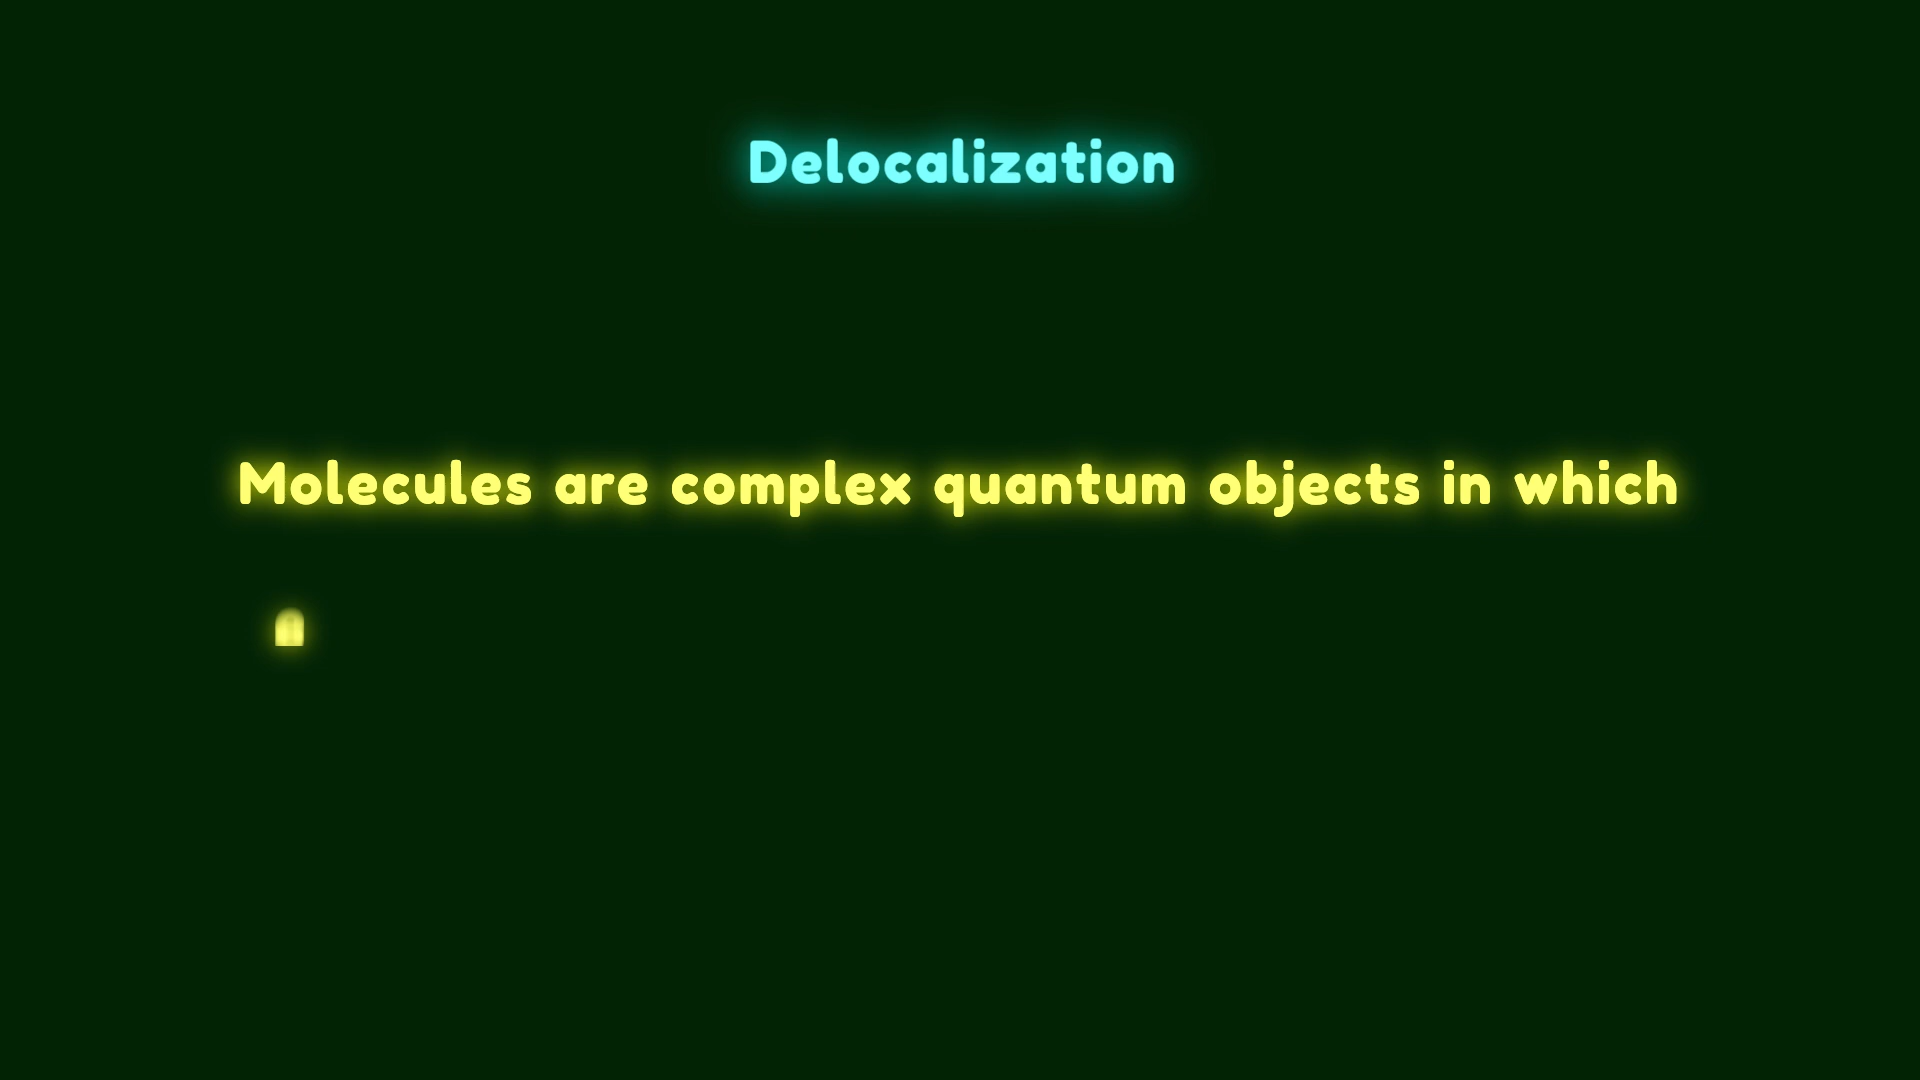 Delocalization
Molecules are complex quantum objects in which